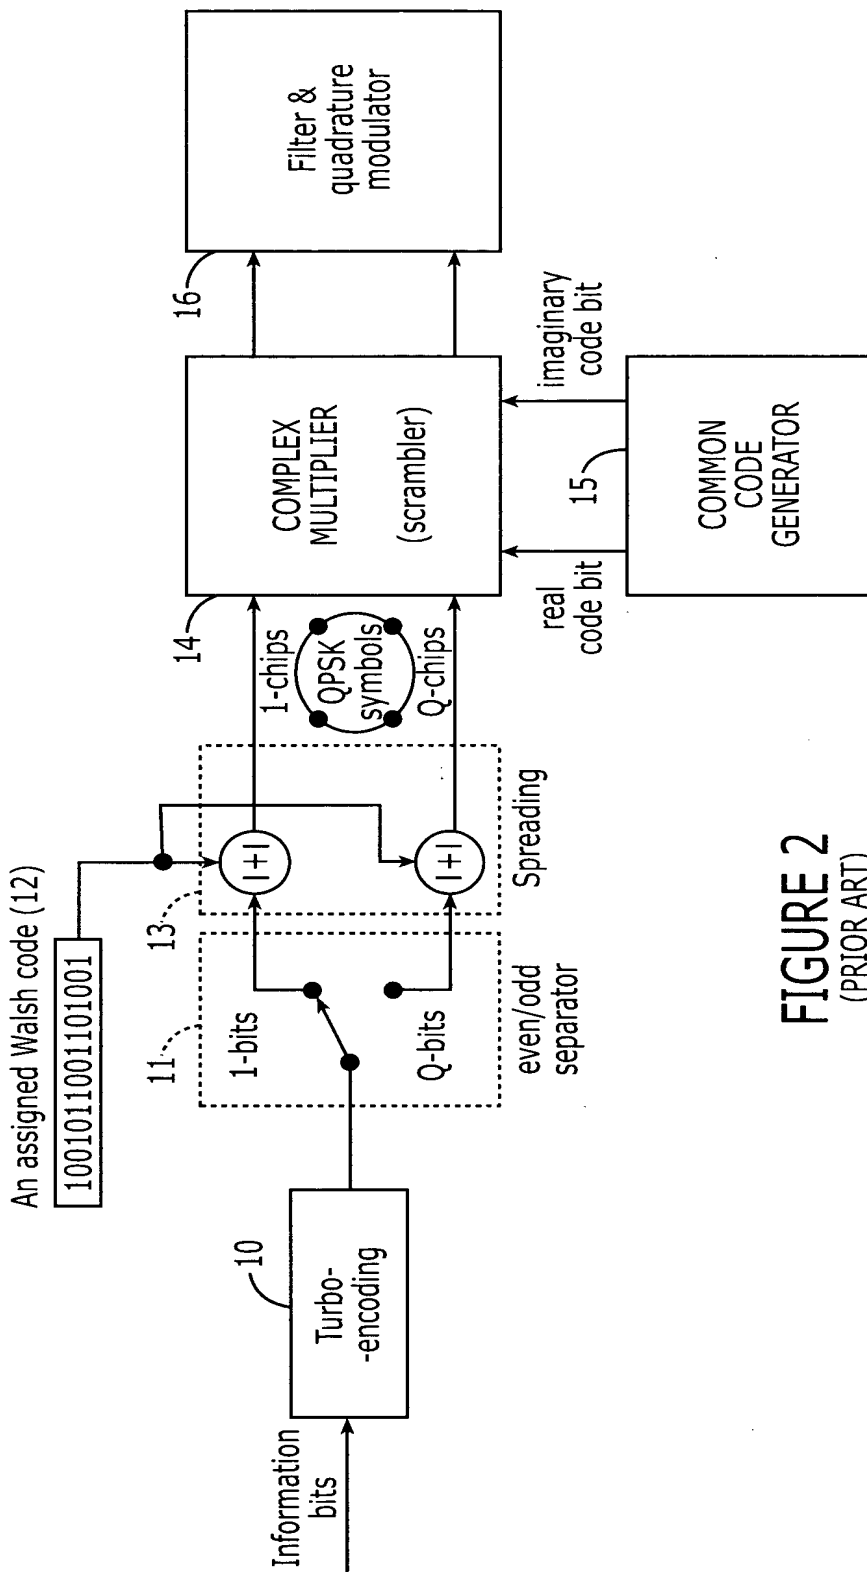 An assigned Walsh code (12)
1001011001101001
Information
bits
10
Turbo-
-encoding
11
1-bits
Q-bits
even/odd
separator
13
|+|
|+|
Spreading
1-chips
QPSK
symbols
Q-chips
14
COMPLEX
MULTIPLIER
(scrambler)
real
code bit
imaginary
code bit
15
COMMON
CODE
GENERATOR
16
Filter &
quadrature
modulator
FIGURE 2
(PRIOR ART)